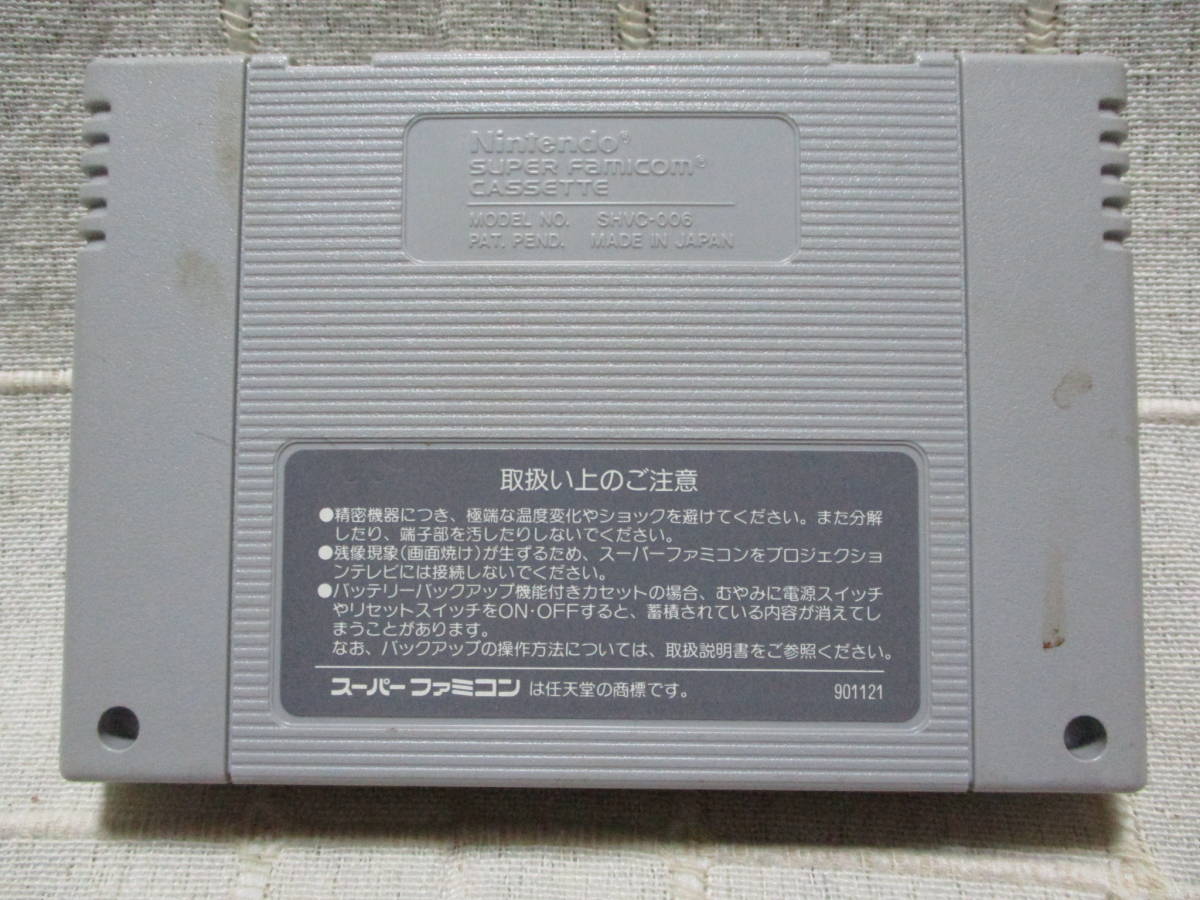 Nintendo®
SUPER Famicom®
CASSETTE
MODEL NO. SHVC-006
PAT. PEND. MADE IN JAPAN
取扱い上のご注意
●精密機器につき、極端な温度変化やショックを避けてください。また分解
したり、端子部を汚したりしないでください。
●残像現象(画面焼け)が生ずるため、スーパーファミコンをプロジェクショ
ンテレビには接続しないでください。
●バッテリーバックアップ機能付きカセットの場合、むやみに電源スイッチ
やリセットスイッチをON・OFFすると、蓄積されている内容が消えてし
まうことがあります。
なお、バックアップの操作方法については、取扱説明書をご参照ください。
スーパーファミコン は任天堂の商標です。 901121